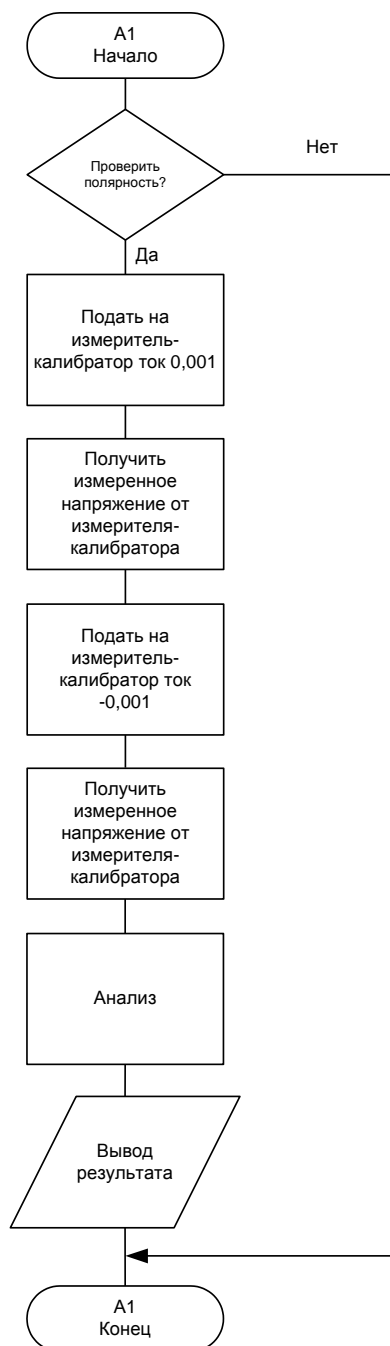 А1
Начало
Проверить
полярность?
Нет
Да
Подать на
измеритель-
калибратор ток 0,001
Получить
измеренное
напряжение от
измерителя-
калибратора
Подать на
измеритель-
калибратор ток
-0,001
Получить
измеренное
напряжение от
измерителя-
калибратора
Анализ
Вывод
результата
А1
Конец